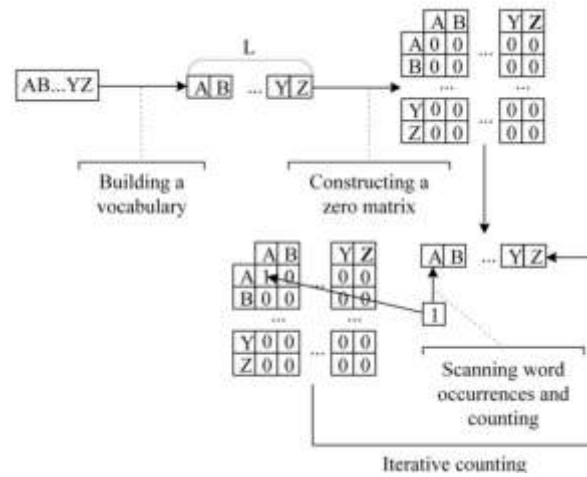 A B Y Z
L
A 0 0 ... 0 0
B 0 0 0 0
AB...YZ
A B ... Y Z
... ...
Y 0 0 ... 0 0
Z 0 0 0 0
Building a
vocabulary
Constructing a
zero matrix
A B Y Z
A 1 0 ... 0 0
B 0 0 0 0
... ...
Y 0 0 ... 0 0
Z 0 0 0 0
A B ... Y Z
1
Scanning word
occurrences and
counting
Iterative counting